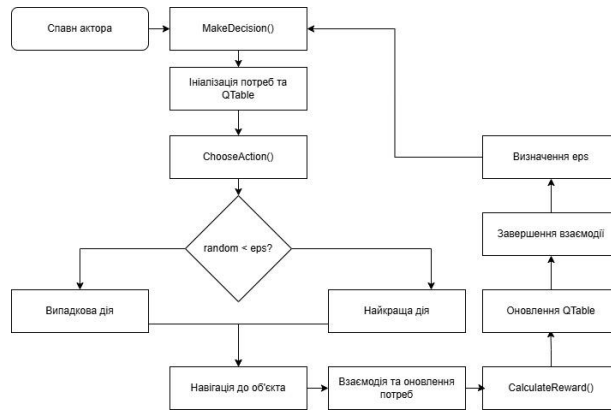 Спавн актора
MakeDecision()
Ініалізація потреб та
QTable
ChooseAction()
Визначення eps
random < eps?
Завершення взаємодії
Випадкова дія
Найкраща дія
Оновлення QTable
Навігація до об'єкта
Взаємодія та оновлення
потреб
CalculateReward()